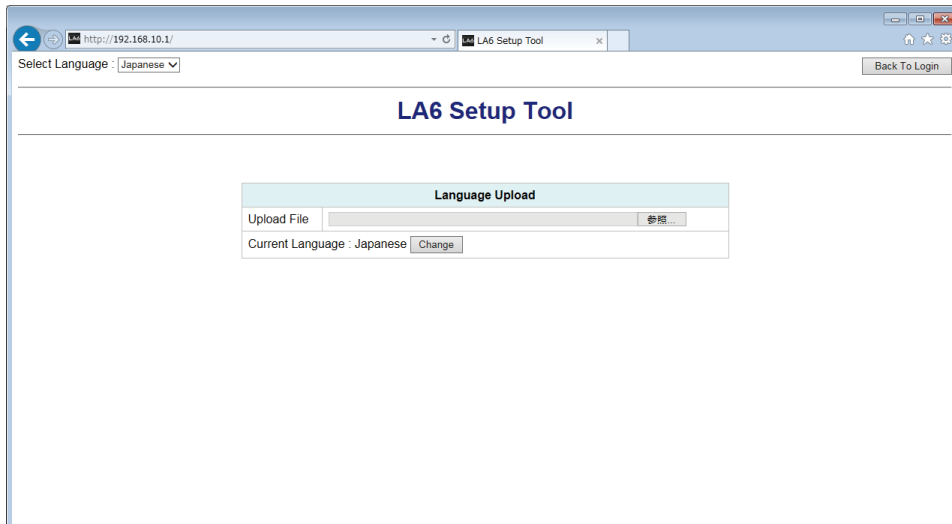 http://192.168.10.1/
LA6 Setup Tool
Select Language : Japanese
Back To Login
LA6 Setup Tool
Language Upload
Upload File 参照...
Current Language : Japanese Change